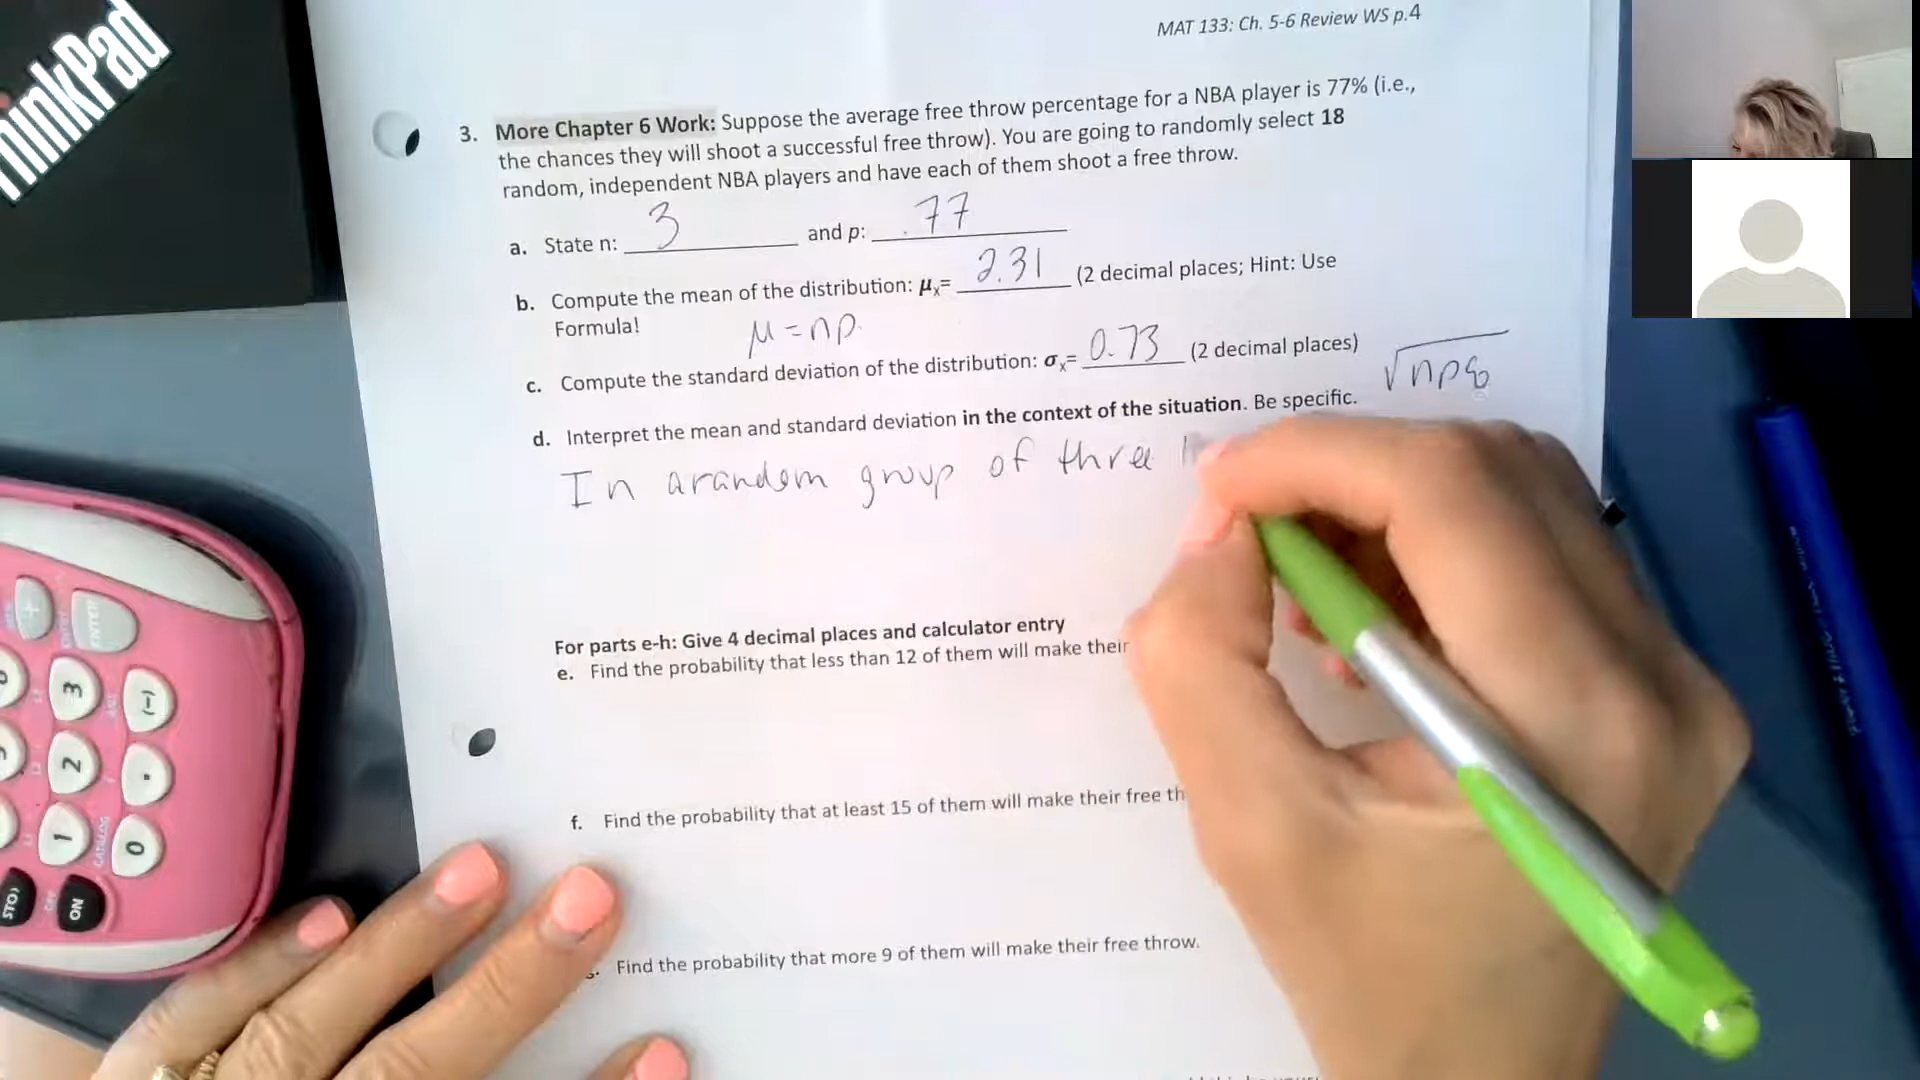 ThinkPad
MAT 133: Ch. 5-6 Review WS p.4
3. More Chapter 6 Work: Suppose the average free throw percentage for a NBA player is 77% (i.e.,
the chances they will shoot a successful free throw). You are going to randomly select 18
random, independent NBA players and have each of them shoot a free throw.
a. State n: 3 and p: .77
b. Compute the mean of the distribution: μx= 2.31 (2 decimal places; Hint: Use
Formula!
μ = np
c. Compute the standard deviation of the distribution: σx= 0.73 (2 decimal places)
√npq
d. Interpret the mean and standard deviation in the context of the situation. Be specific.
In a random group of three
For parts e-h: Give 4 decimal places and calculator entry
e. Find the probability that less than 12 of them will make their
f. Find the probability that at least 15 of them will make their free th
Find the probability that more 9 of them will make their free throw.
+
ENTER
3
(-)
2
.
1
CATALOG
0
STO
ON